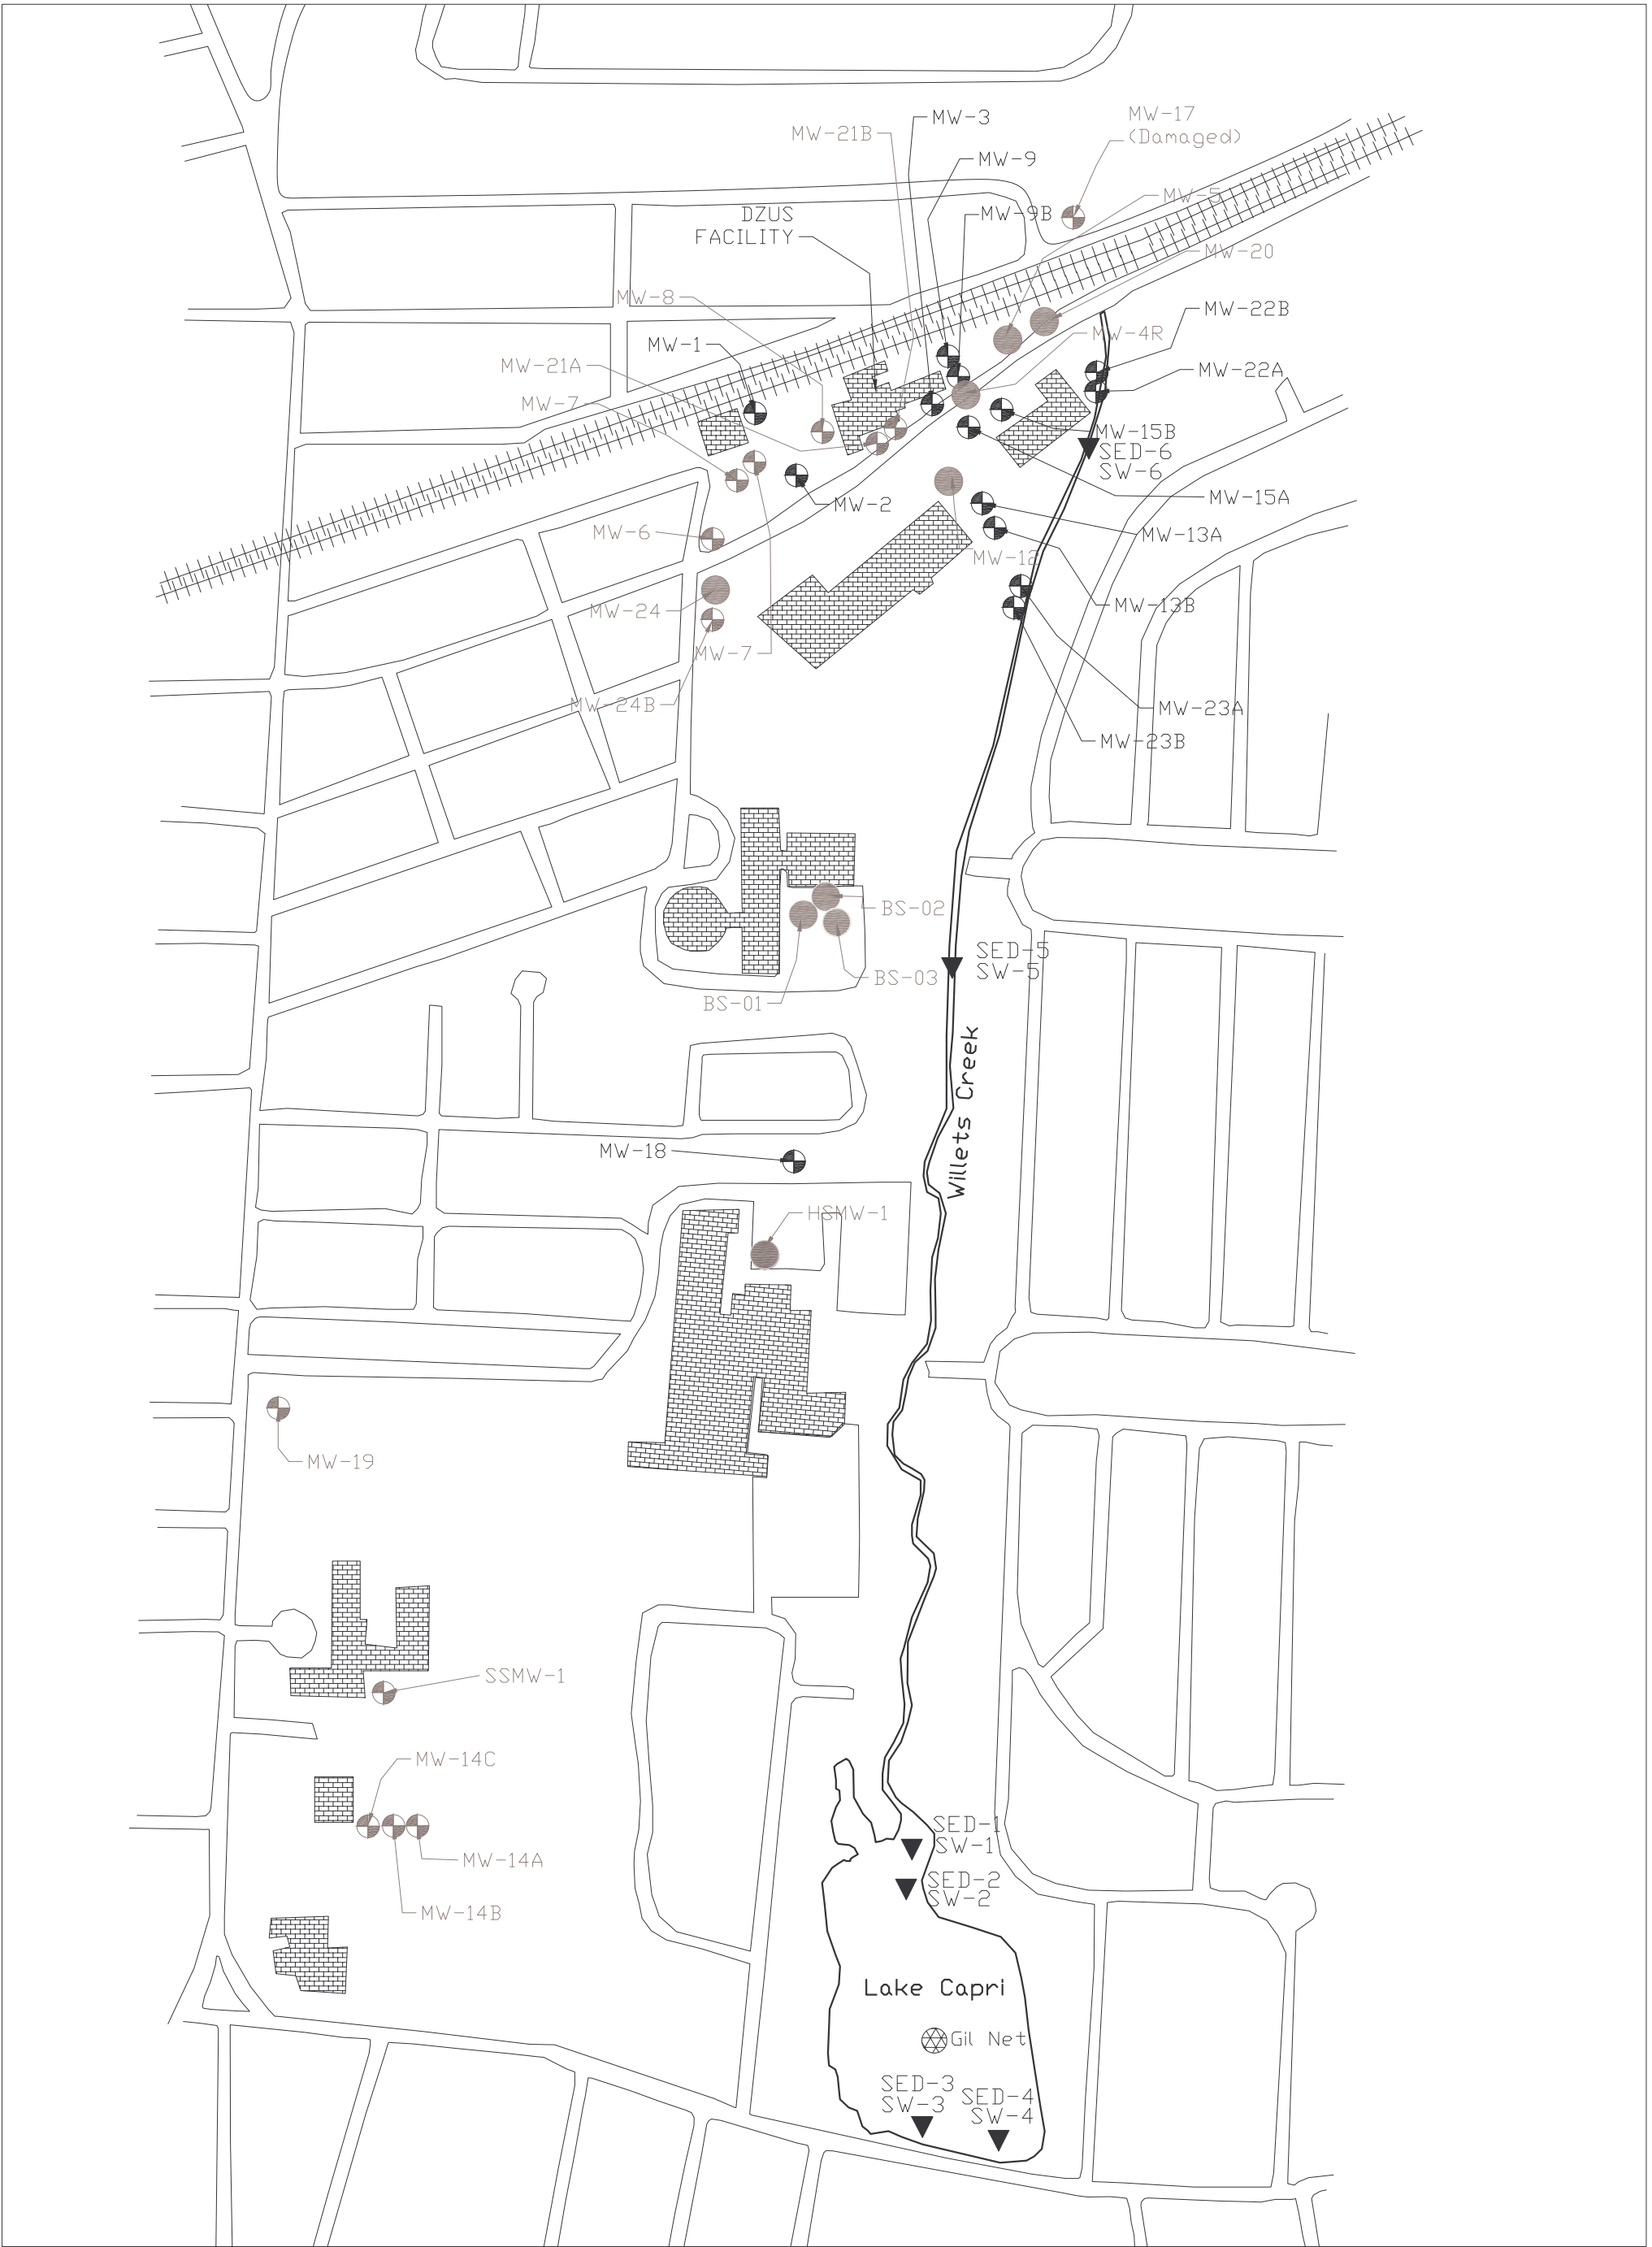 MW-17
(Damaged)
MW-3
MW-21B
MW-9
MW-5
DZUS
FACILITY
MW-9B
MW-20
MW-8
MW-22B
MW-4R
MW-1
MW-21A
MW-22A
MW-7
MW-15B
SED-6
SW-6
MW-15A
MW-2
MW-6
MW-13A
MW-12
MW-24
MW-13B
MW-7
MW-24B
MW-23A
MW-23B
BS-02
SED-5
SW-5
BS-03
BS-01
Willets Creek
MW-18
HSMW-1
MW-19
SSMW-1
MW-14C
SED-1
SW-1
MW-14A
SED-2
SW-2
MW-14B
Lake Capri
Gil Net
SED-3
SW-3
SED-4
SW-4